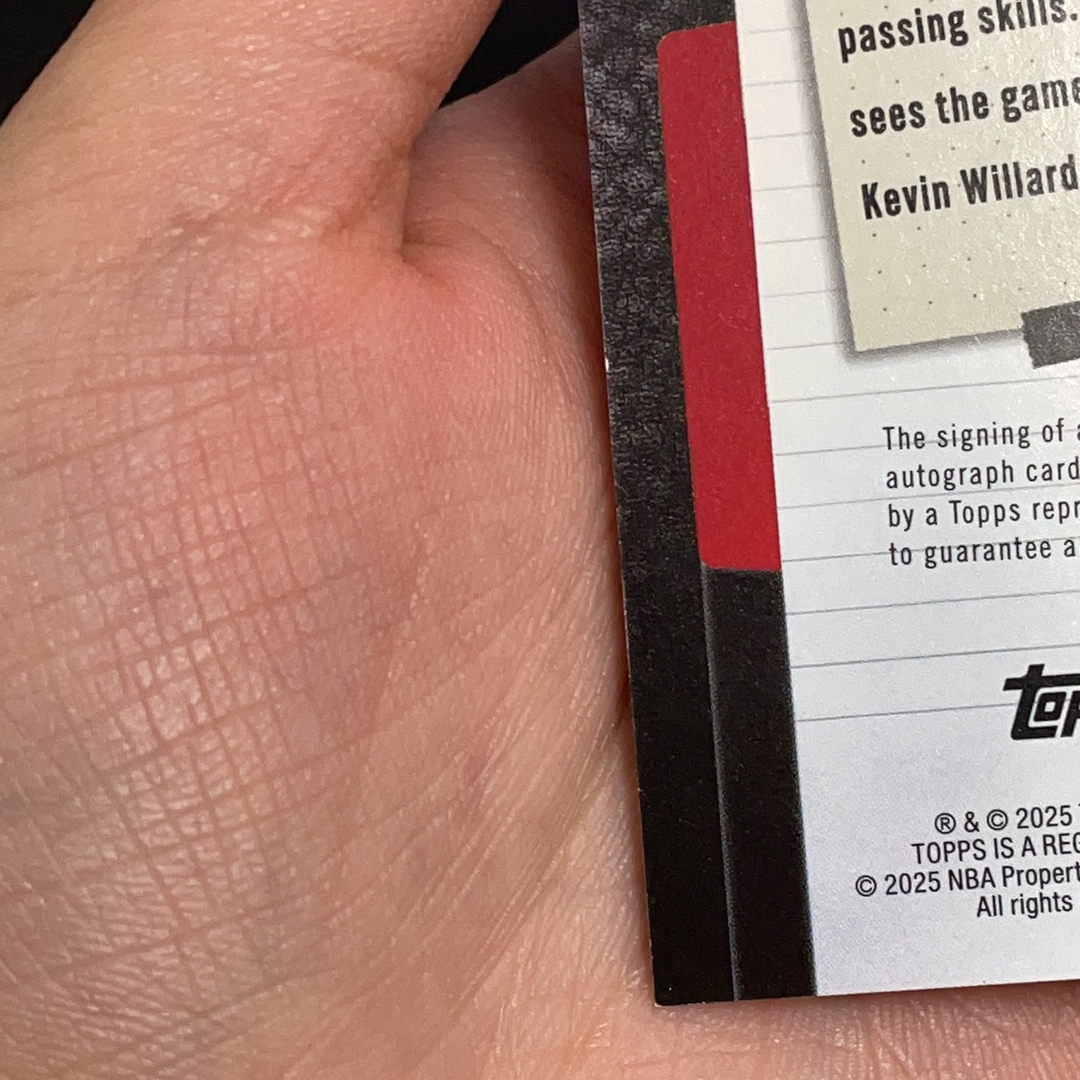 passing skills.
sees the game
Kevin Willard
The signing of a
autograph card
by a Topps repr
to guarantee a
topp
® & © 2025
TOPPS IS A REG
© 2025 NBA Propert
All rights